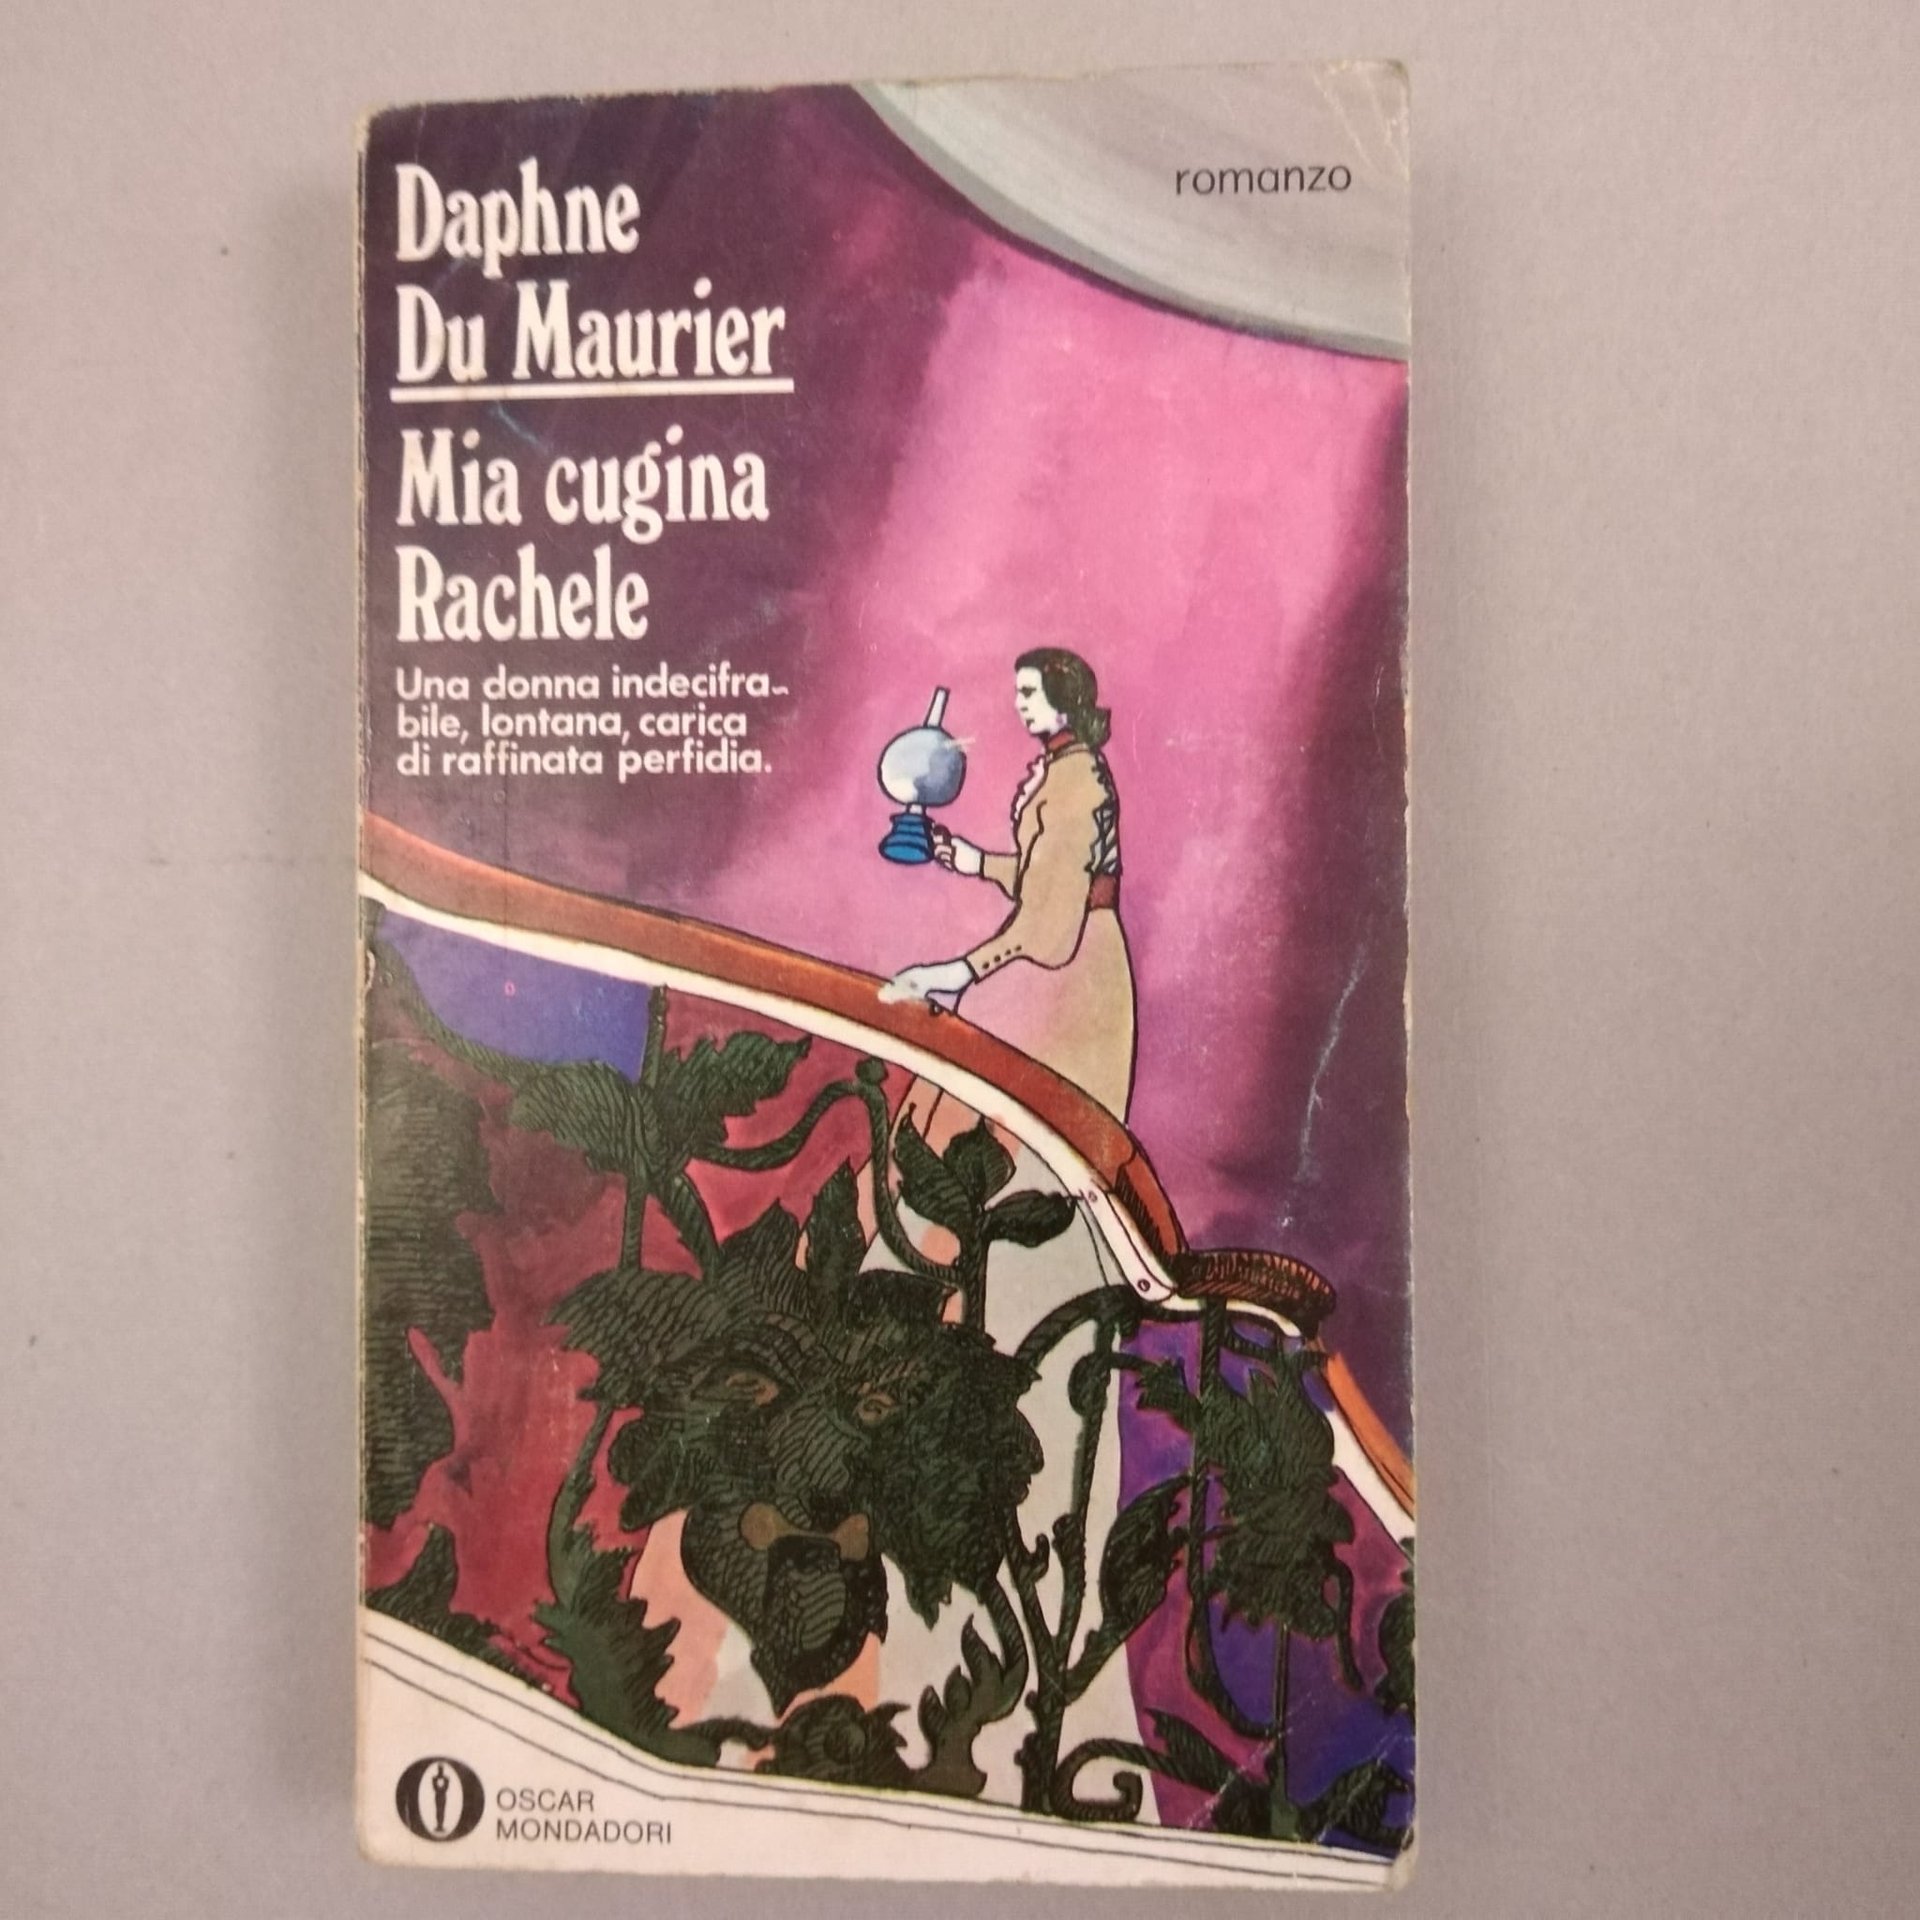 romanzo
Daphne
Du Maurier
Mia cugina
Rachele
Una donna indecifra-
bile, lontana, carica
di raffinata perfidia.
OSCAR
MONDADORI